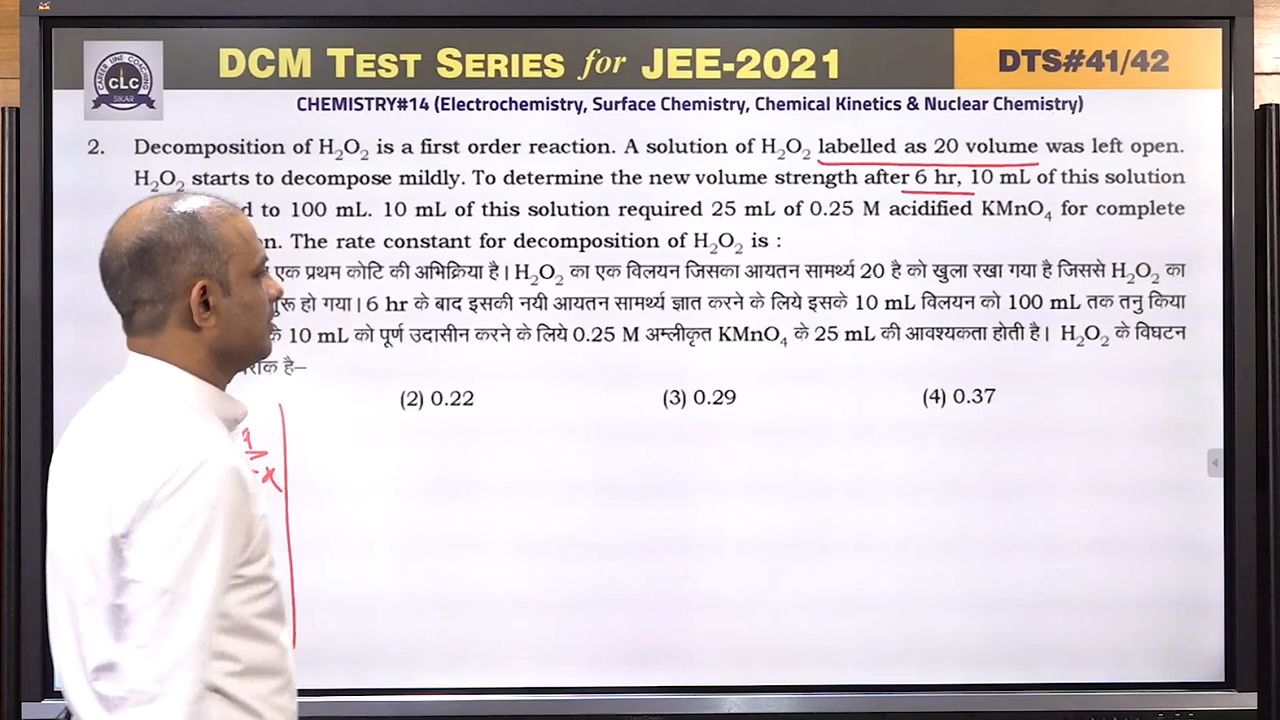 DCM TEST SERIES for JEE-2021
DTS#41/42
CAREER LINE COACHING
CLC
SIKAR
CHEMISTRY#14 (Electrochemistry, Surface Chemistry, Chemical Kinetics & Nuclear Chemistry)
2. Decomposition of H₂O₂ is a first order reaction. A solution of H₂O₂ labelled as 20 volume was left open.
H₂O₂ starts to decompose mildly. To determine the new volume strength after 6 hr, 10 mL of this solution
d to 100 mL. 10 mL of this solution required 25 mL of 0.25 M acidified KMnO₄ for complete
n. The rate constant for decomposition of H₂O₂ is :
एक प्रथम कोटि की अभिक्रिया है। H₂O₂ का एक विलयन जिसका आयतन सामर्थ्य 20 है को खुला रखा गया है जिससे H₂O₂ का
हो गया। 6 hr के बाद इसकी नयी आयतन सामर्थ्य ज्ञात करने के लिये इसके 10 mL विलयन को 100 mL तक तनु किया
के 10 mL को पूर्ण उदासीन करने के लिये 0.25 M अम्लीकृत KMnO₄ के 25 mL की आवश्यकता होती है। H₂O₂ के विघटन
है–
(2) 0.22 (3) 0.29 (4) 0.37